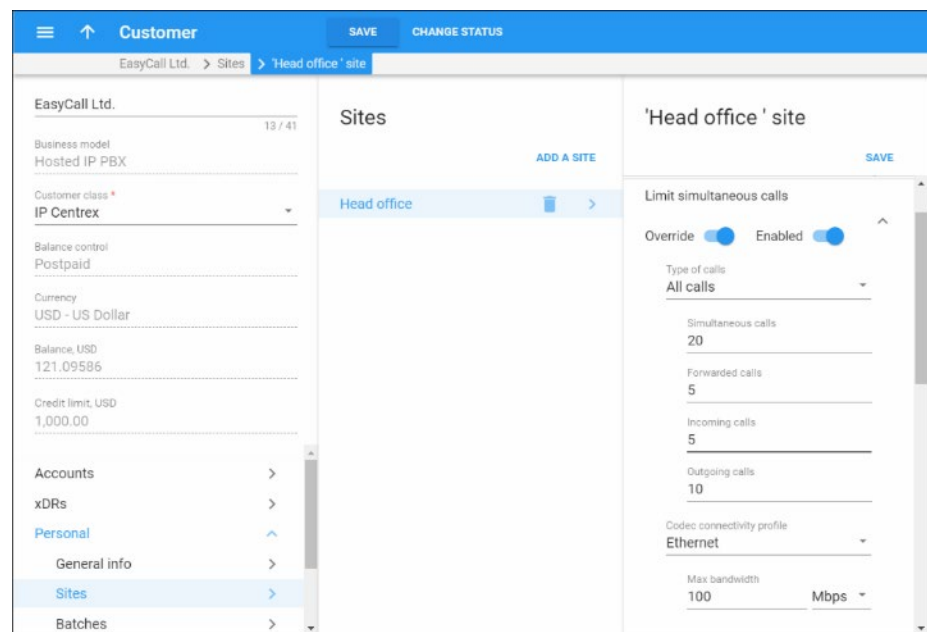 Customer SAVE CHANGE STATUS
EasyCall Ltd. > Sites > 'Head office ' site
EasyCall Ltd.
13 / 41
Business model
Hosted IP PBX
Customer class *
IP Centrex
Balance control
Postpaid
Currency
USD - US Dollar
Balance, USD
121.09586
Credit limit, USD
1,000.00
Accounts
xDRs
Personal
General info
Sites
Batches
Sites
ADD A SITE
Head office
'Head office ' site
SAVE
Limit simultaneous calls
Override Enabled
Type of calls
All calls
Simultaneous calls
20
Forwarded calls
5
Incoming calls
5
Outgoing calls
10
Codec connectivity profile
Ethernet
Max bandwidth
100 Mbps